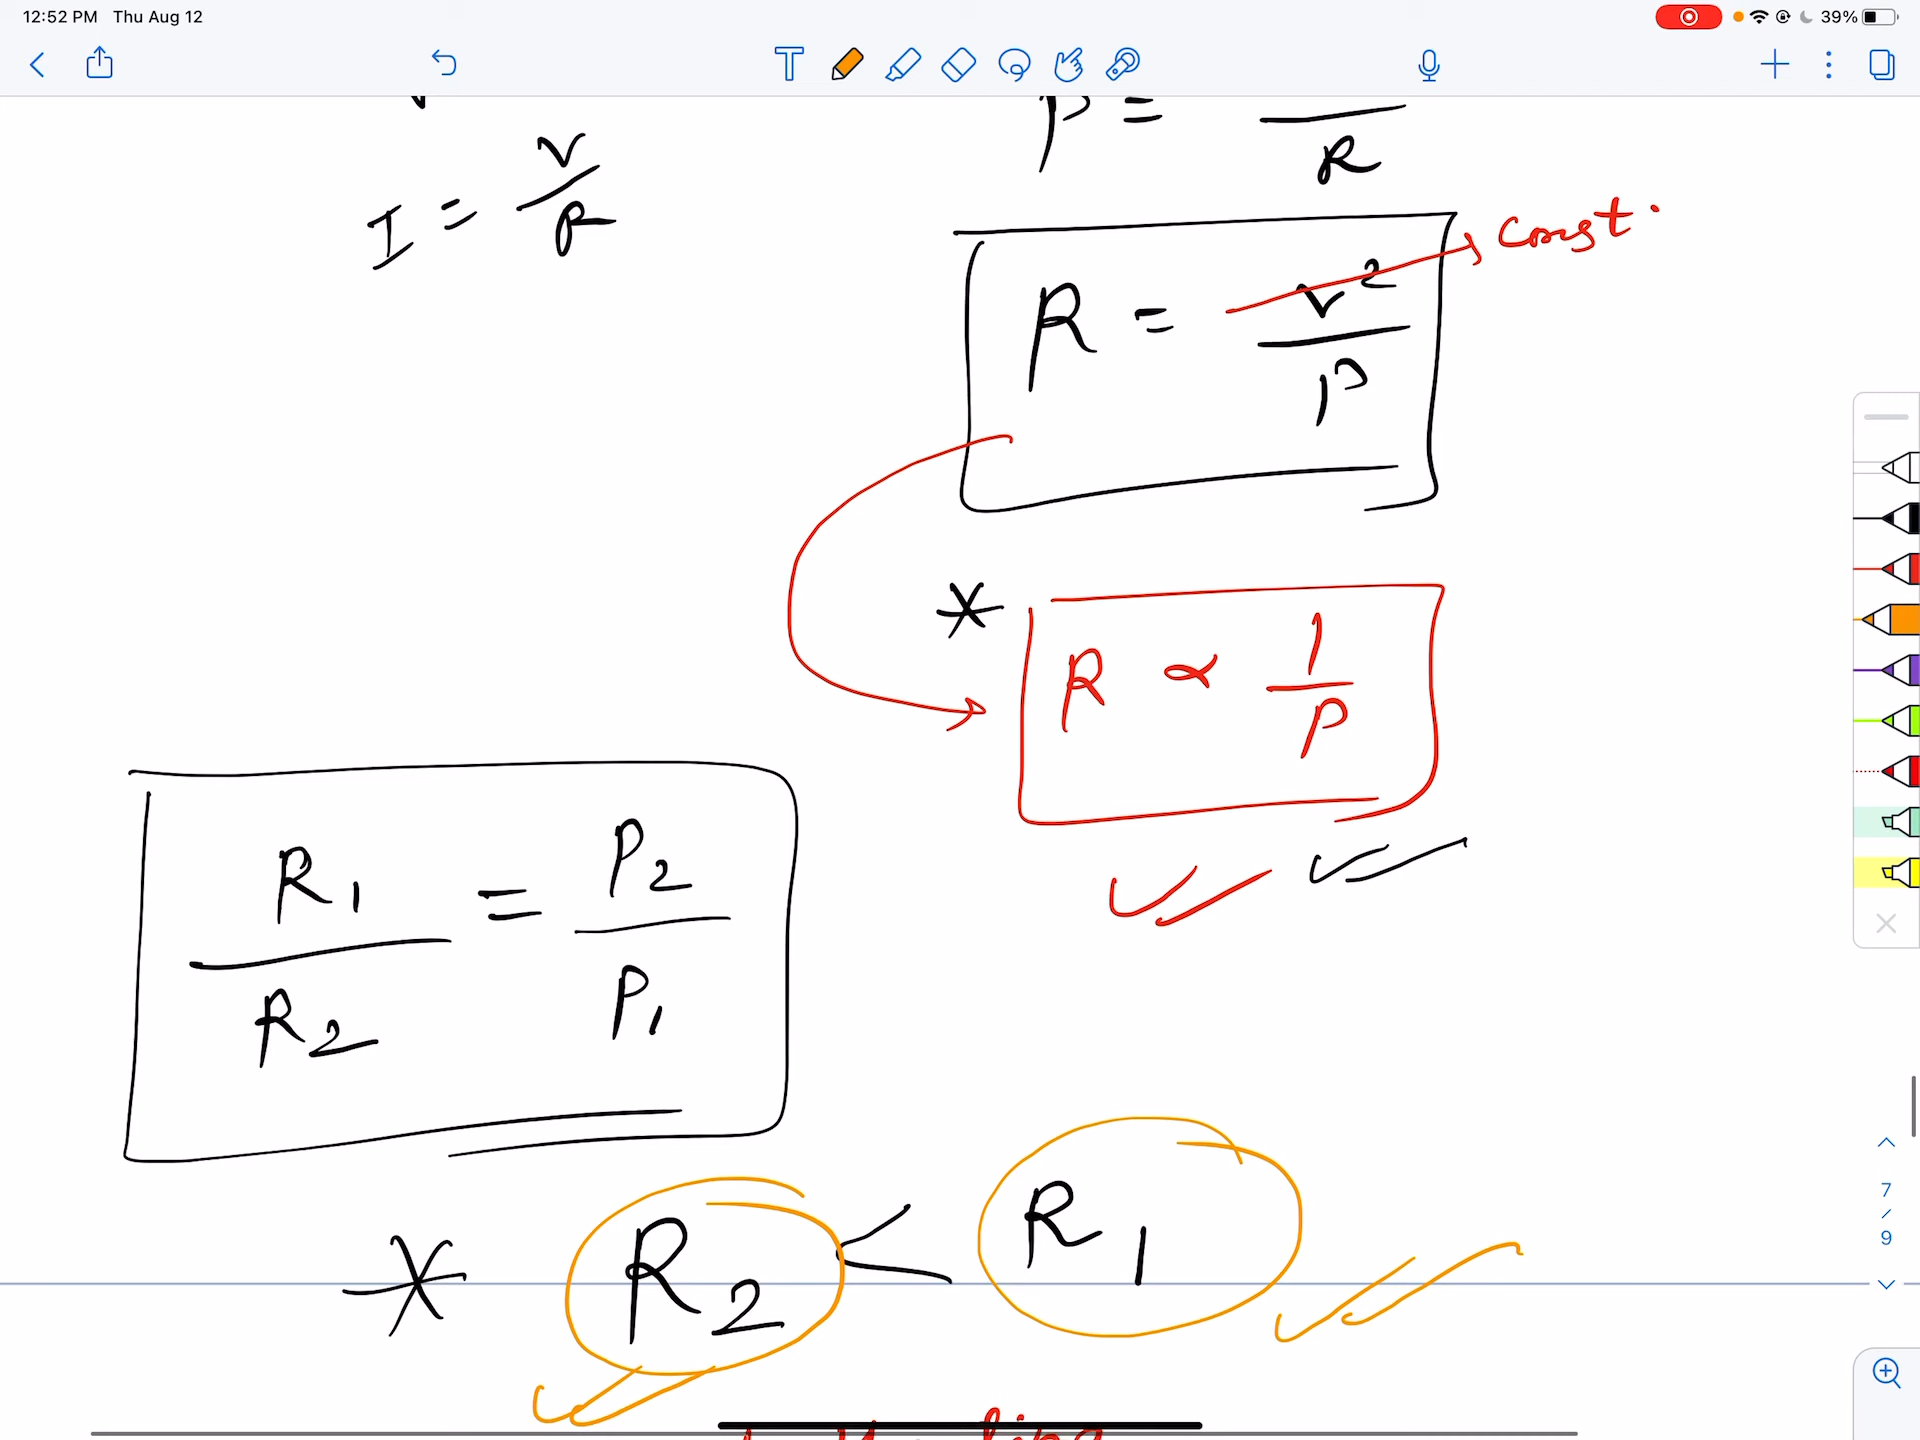 12:52 PM Thu Aug 12
39%
T
I = V/R
P = /R
R = V²/P
Const.
* R ∝ 1/P
R₁/R₂ = P₂/P₁
* R₂ < R₁
7
/
9